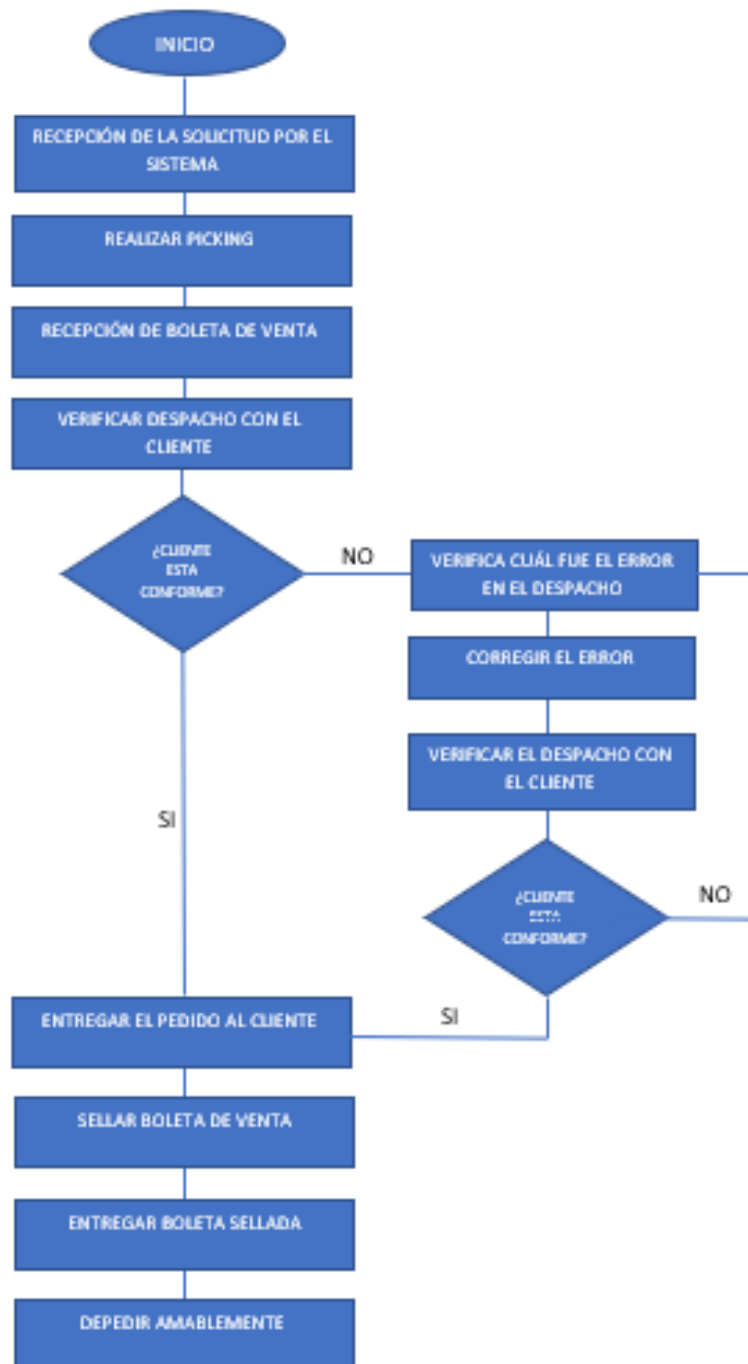 INICIO
RECEPCIÓN DE LA SOLICITUD POR EL
SISTEMA
REALIZAR PICKING
RECEPCIÓN DE BOLETA DE VENTA
VERIFICAR DESPACHO CON EL
CLIENTE
¿CLIENTE
ESTA
CONFORME?
NO
VERIFICA CUÁL FUE EL ERROR
EN EL DESPACHO
CORREGIR EL ERROR
VERIFICAR EL DESPACHO CON
EL CLIENTE
SI
¿CLIENTE
ESTA
CONFORME?
NO
SI
ENTREGAR EL PEDIDO AL CLIENTE
SELLAR BOLETA DE VENTA
ENTREGAR BOLETA SELLADA
DEPEDIR AMABLEMENTE